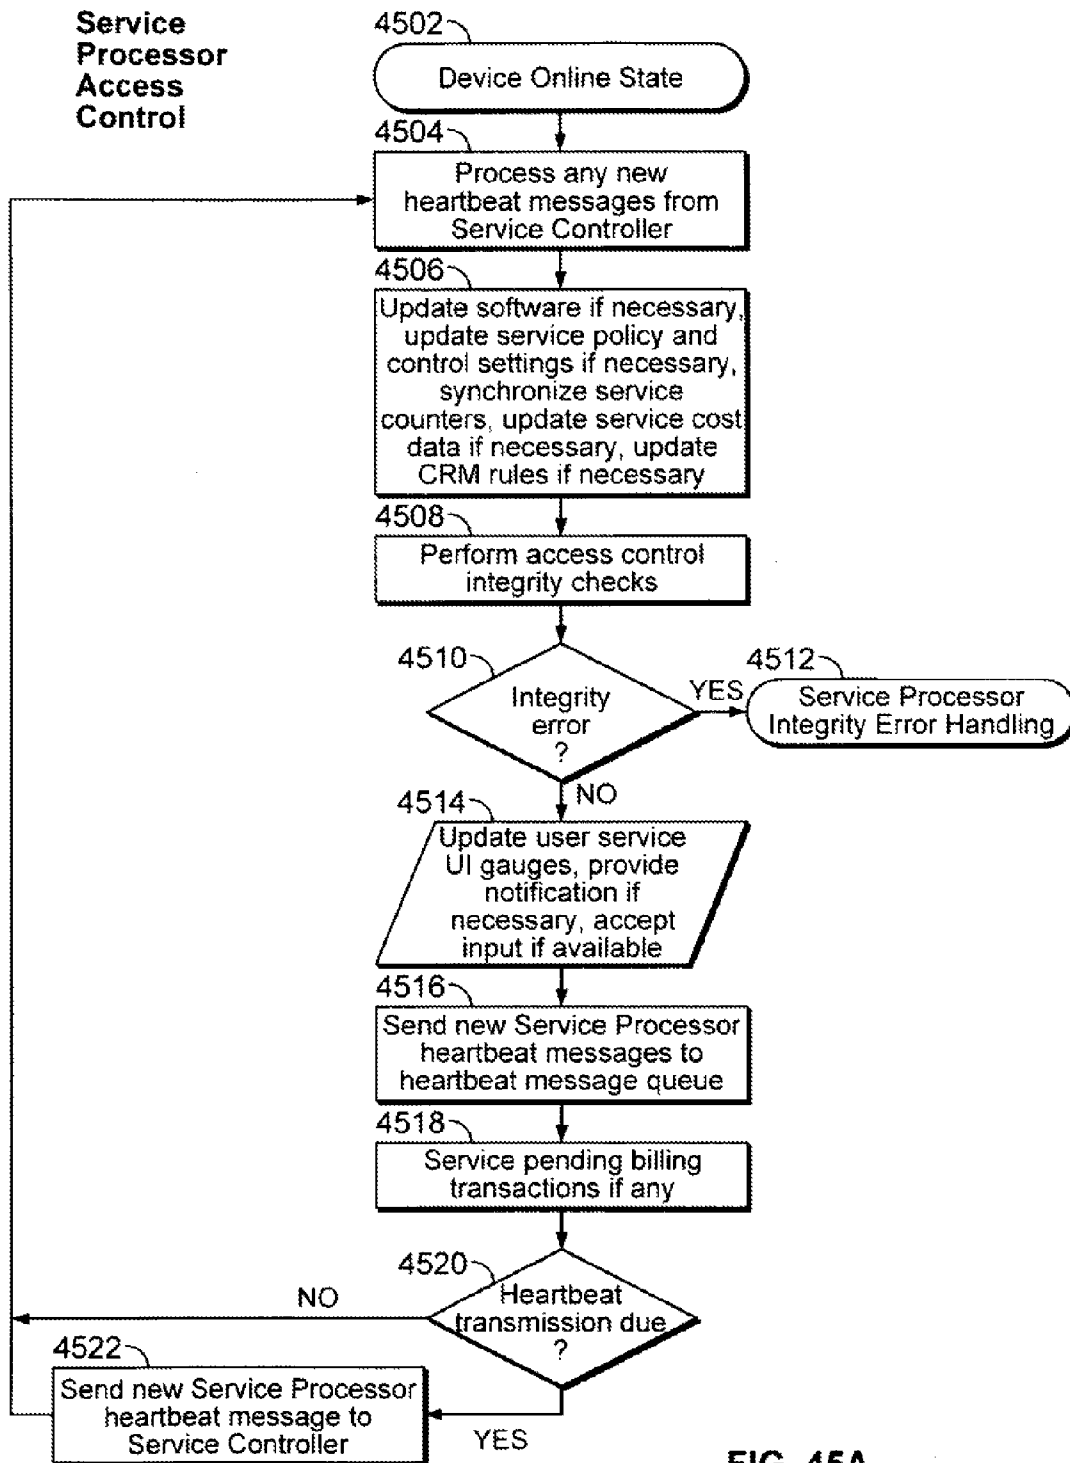 Service
Processor
Access
Control
4502
Device Online State
4504
Process any new
heartbeat messages from
Service Controller
4506
Update software if necessary,
update service policy and
control settings if necessary,
synchronize service
counters, update service cost
data if necessary, update
CRM rules if necessary
4508
Perform access control
integrity checks
4510
Integrity
error
?
YES
4512
Service Processor
Integrity Error Handling
NO
4514
Update user service
UI gauges, provide
notification if
necessary, accept
input if available
4516
Send new Service Processor
heartbeat messages to
heartbeat message queue
4518
Service pending billing
transactions if any
4520
Heartbeat
transmission due
?
NO
4522
Send new Service Processor
heartbeat message to
Service Controller
YES
FIG. 45A